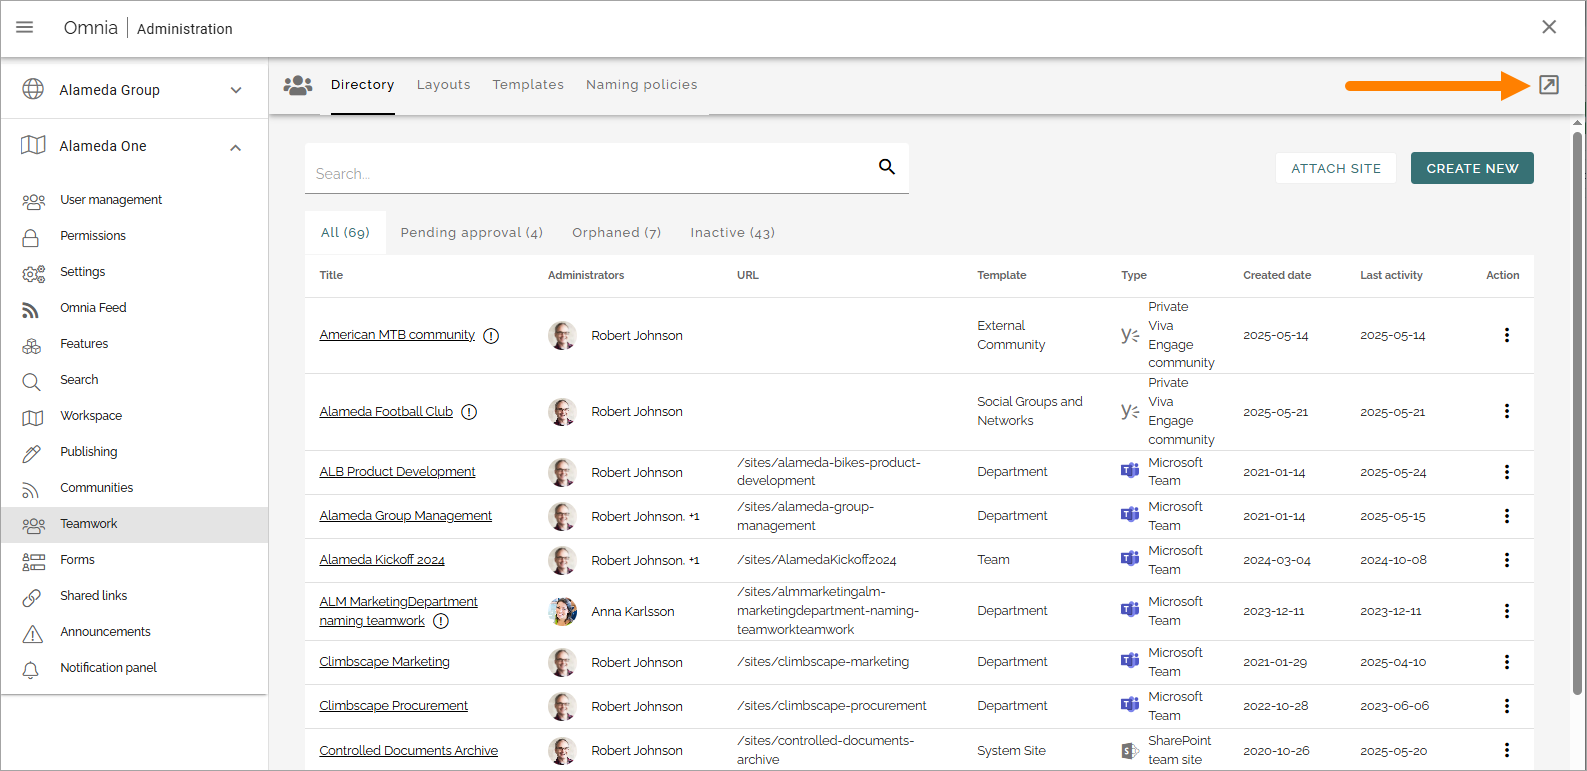 Omnia | Administration
Alameda Group
Alameda One
User management
Permissions
Settings
Omnia Feed
Features
Search
Workspace
Publishing
Communities
Teamwork
Forms
Shared links
Announcements
Notification panel
Directory Layouts Templates Naming policies
Search...
ATTACH SITE CREATE NEW
All (69) Pending approval (4) Orphaned (7) Inactive (43)
Title Administrators URL Template Type Created date Last activity Action
American MTB community Robert Johnson External Community Private Viva Engage community 2025-05-14 2025-05-14
Alameda Football Club Robert Johnson Social Groups and Networks Private Viva Engage community 2025-05-21 2025-05-21
ALB Product Development Robert Johnson /sites/alameda-bikes-product-development Department Microsoft Team 2021-01-14 2025-05-24
Alameda Group Management Robert Johnson, +1 /sites/alameda-group-management Department Microsoft Team 2021-01-14 2025-05-15
Alameda Kickoff 2024 Robert Johnson, +1 /sites/AlamedaKickoff2024 Team Microsoft Team 2024-03-04 2024-10-08
ALM MarketingDepartment naming teamwork Anna Karlsson /sites/almmarketingalm-marketingdepartment-naming-teamworkteamwork Department Microsoft Team 2023-12-11 2023-12-11
Climbscape Marketing Robert Johnson /sites/climbscape-marketing Department Microsoft Team 2021-01-29 2025-04-10
Climbscape Procurement Robert Johnson /sites/climbscape-procurement Department Microsoft Team 2022-10-28 2023-06-06
Controlled Documents Archive Robert Johnson /sites/controlled-documents-archive System Site SharePoint team site 2020-10-26 2025-05-20